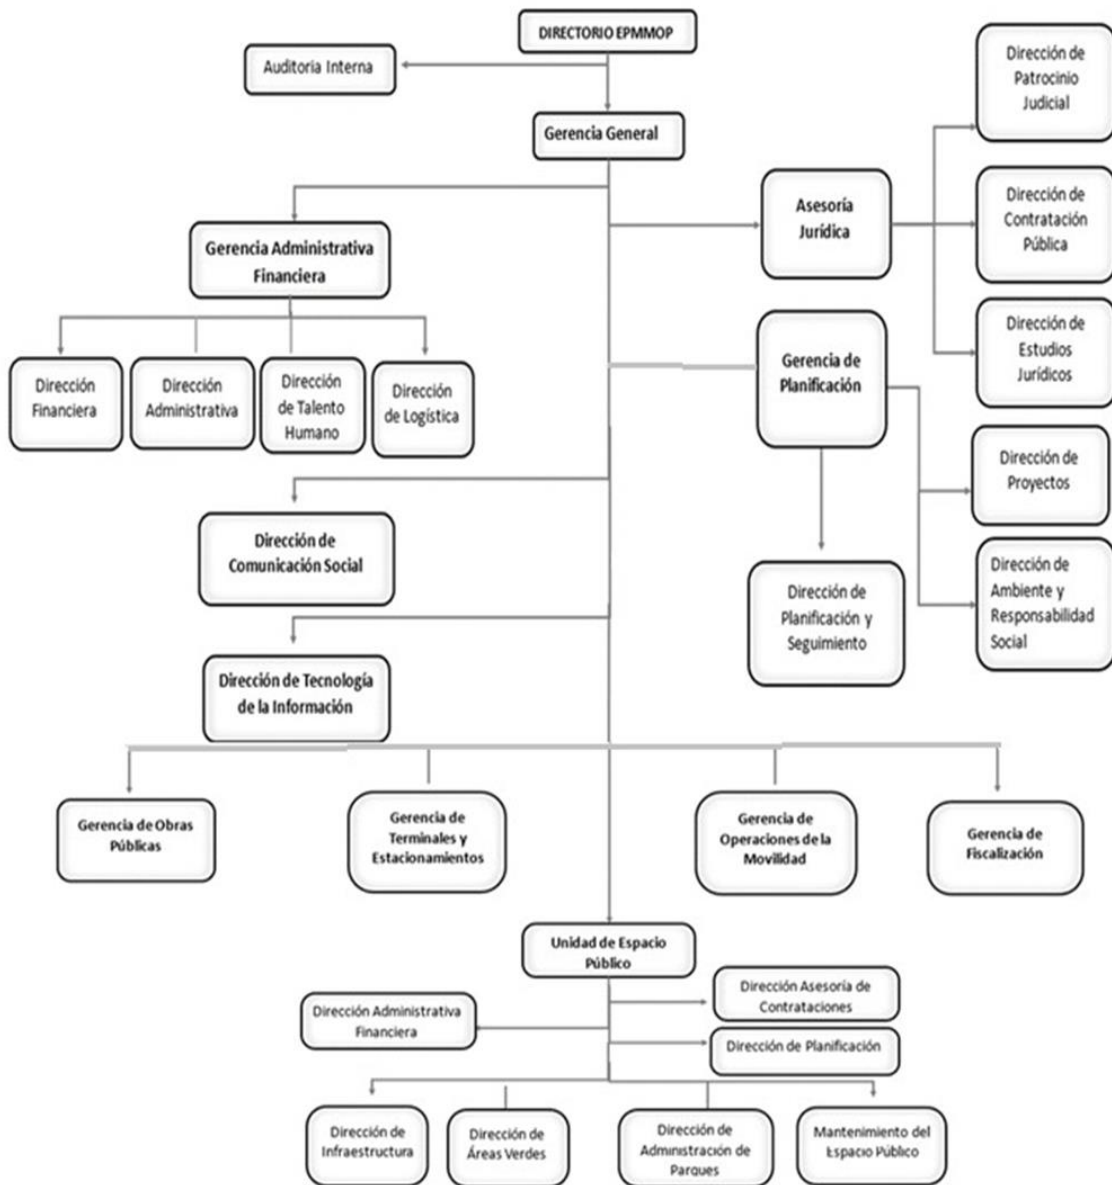 DIRECTORIO EPMMOP
Auditoria Interna
Gerencia General
Dirección de
Patrocinio
Judicial
Asesoría
Jurídica
Dirección de
Contratación
Pública
Dirección de
Estudios
Jurídicos
Gerencia Administrativa
Financiera
Dirección
Financiera
Dirección
Administrativa
Dirección
de Talento
Humano
Dirección
de Logística
Gerencia de
Planificación
Dirección de
Proyectos
Dirección de
Ambiente y
Responsabilidad
Social
Dirección de
Planificación y
Seguimiento
Dirección de
Comunicación Social
Dirección de Tecnología
de la Información
Gerencia de Obras
Públicas
Gerencia de
Terminales y
Estacionamientos
Gerencia de
Operaciones de la
Movilidad
Gerencia de
Fiscalización
Unidad de Espacio
Público
Dirección Administrativa
Financiera
Dirección Asesoría de
Contrataciones
Dirección de Planificación
Dirección de
Infraestructura
Dirección de
Áreas Verdes
Dirección de
Administración de
Parques
Mantenimiento del
Espacio Público